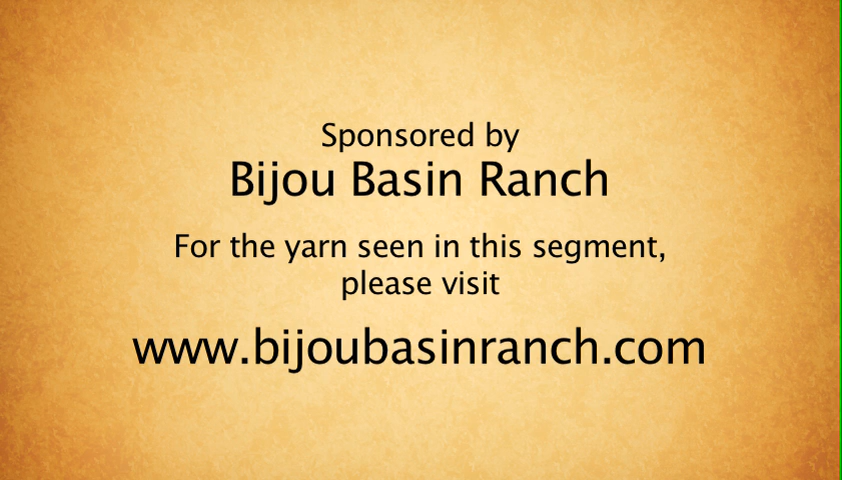 Sponsored by
Bijou Basin Ranch
For the yarn seen in this segment,
please visit
www.bijoubasinranch.com